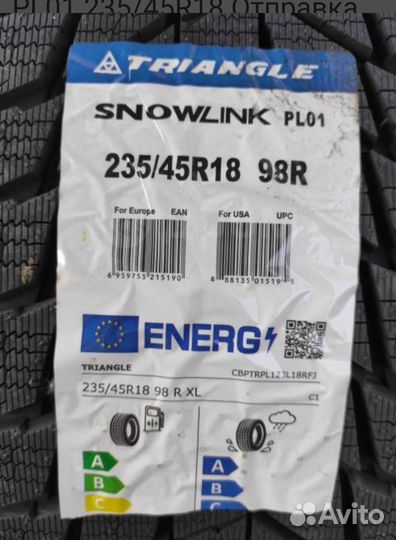 PL01 235/45R18 Отправка
TRIANGLE
SNOWLINK PL01
235/45R18 98R
For Europe EAN
For USA UPC
6 959753 215190
8 88135 01519 5
ENERG
TRIANGLE
CBPTRPL123L18RFJ
235/45R18 98 R XL
C1
A
B
C
A
B
C
Avito